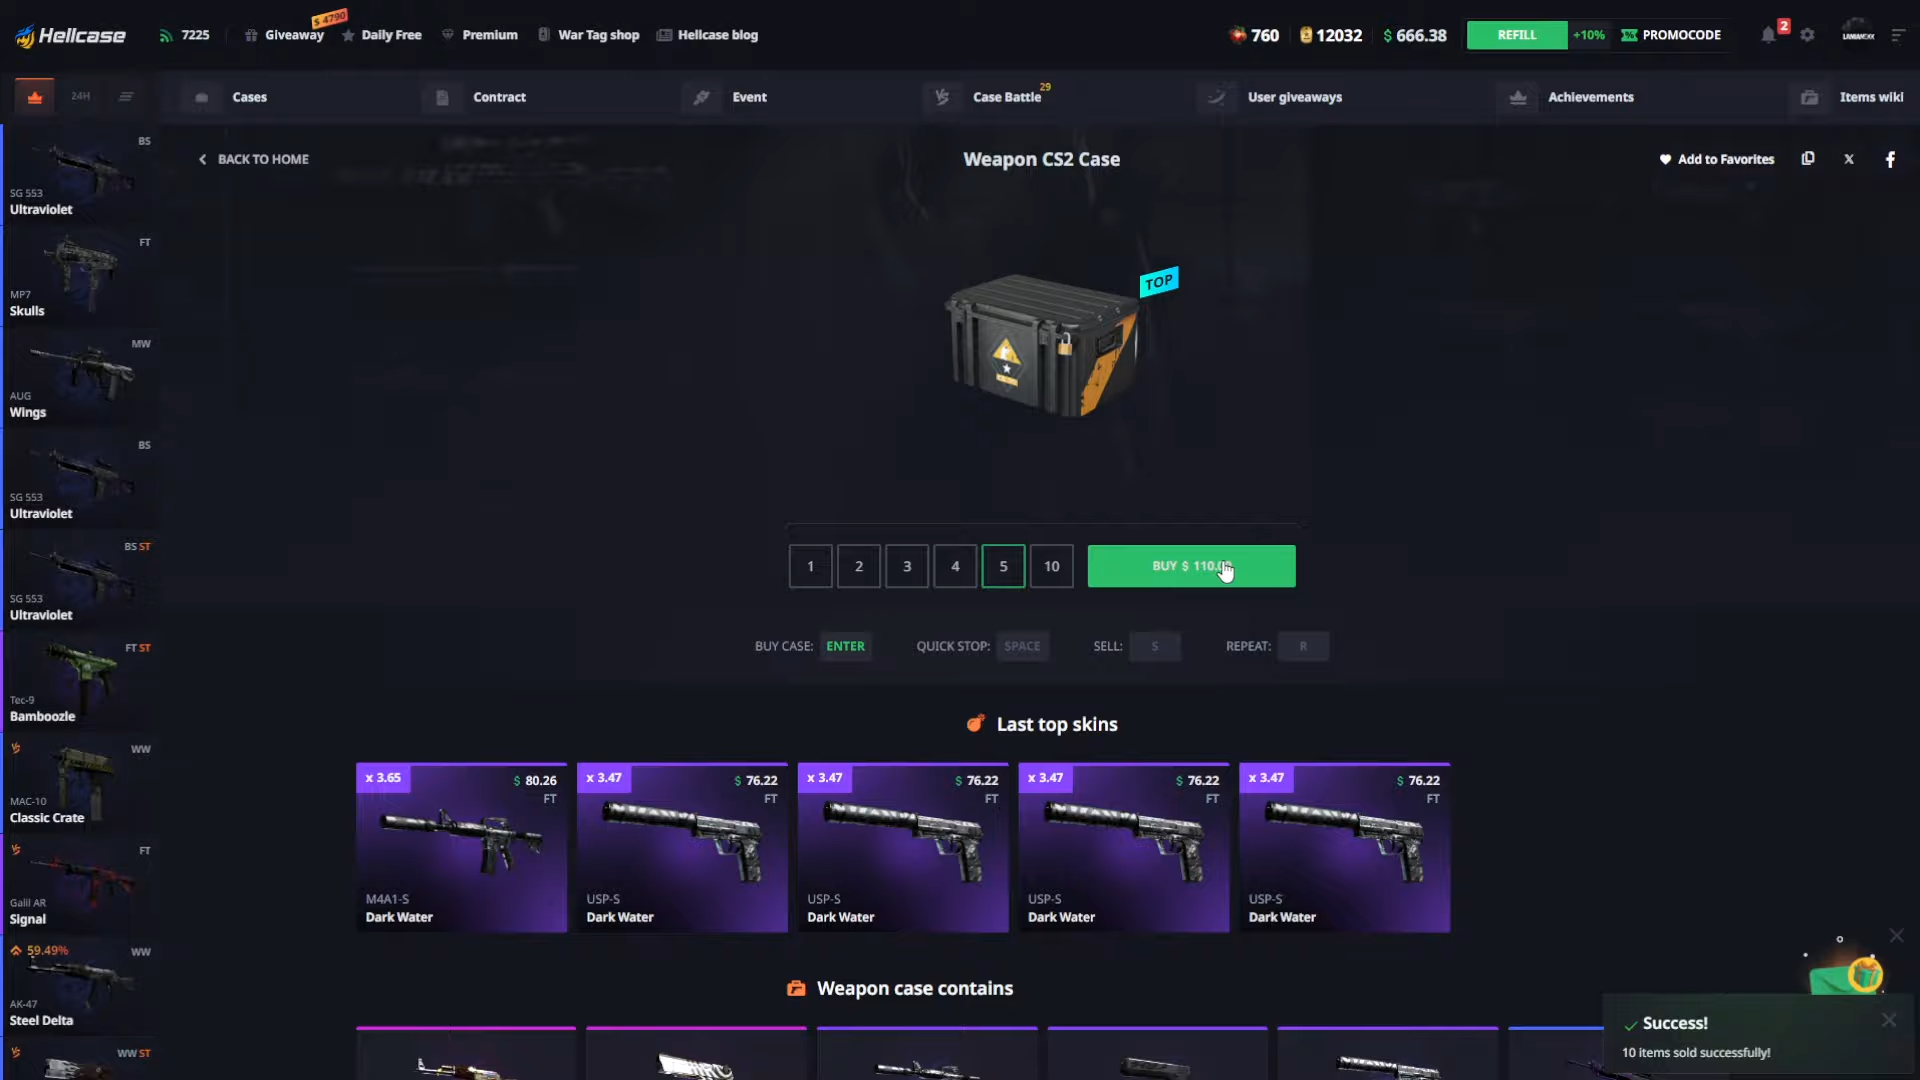 Hellcase
7225
Giveaway
$ 4790
Daily Free
Premium
War Tag shop
Hellcase blog
760
12032
$ 666.38
REFILL
+10%
PROMOCODE
2
24H
Cases
Contract
Event
Case Battle
29
User giveaways
Achievements
Items wiki
BACK TO HOME
Weapon CS2 Case
Add to Favorites
TOP
1
2
3
4
5
10
BUY $ 110.
BUY CASE:
ENTER
QUICK STOP:
SPACE
SELL:
S
REPEAT:
R
BS
SG 553
Ultraviolet
FT
MP7
Skulls
MW
AUG
Wings
BS
SG 553
Ultraviolet
BS ST
SG 553
Ultraviolet
FT ST
Tec-9
Bamboozle
WW
MAC-10
Classic Crate
FT
Galil AR
Signal
59.49%
WW
AK-47
Steel Delta
WW ST
Last top skins
x 3.65
$ 80.26
FT
M4A1-S
Dark Water
x 3.47
$ 76.22
FT
USP-S
Dark Water
x 3.47
$ 76.22
FT
USP-S
Dark Water
x 3.47
$ 76.22
FT
USP-S
Dark Water
x 3.47
$ 76.22
FT
USP-S
Dark Water
Weapon case contains
Success!
10 items sold successfully!